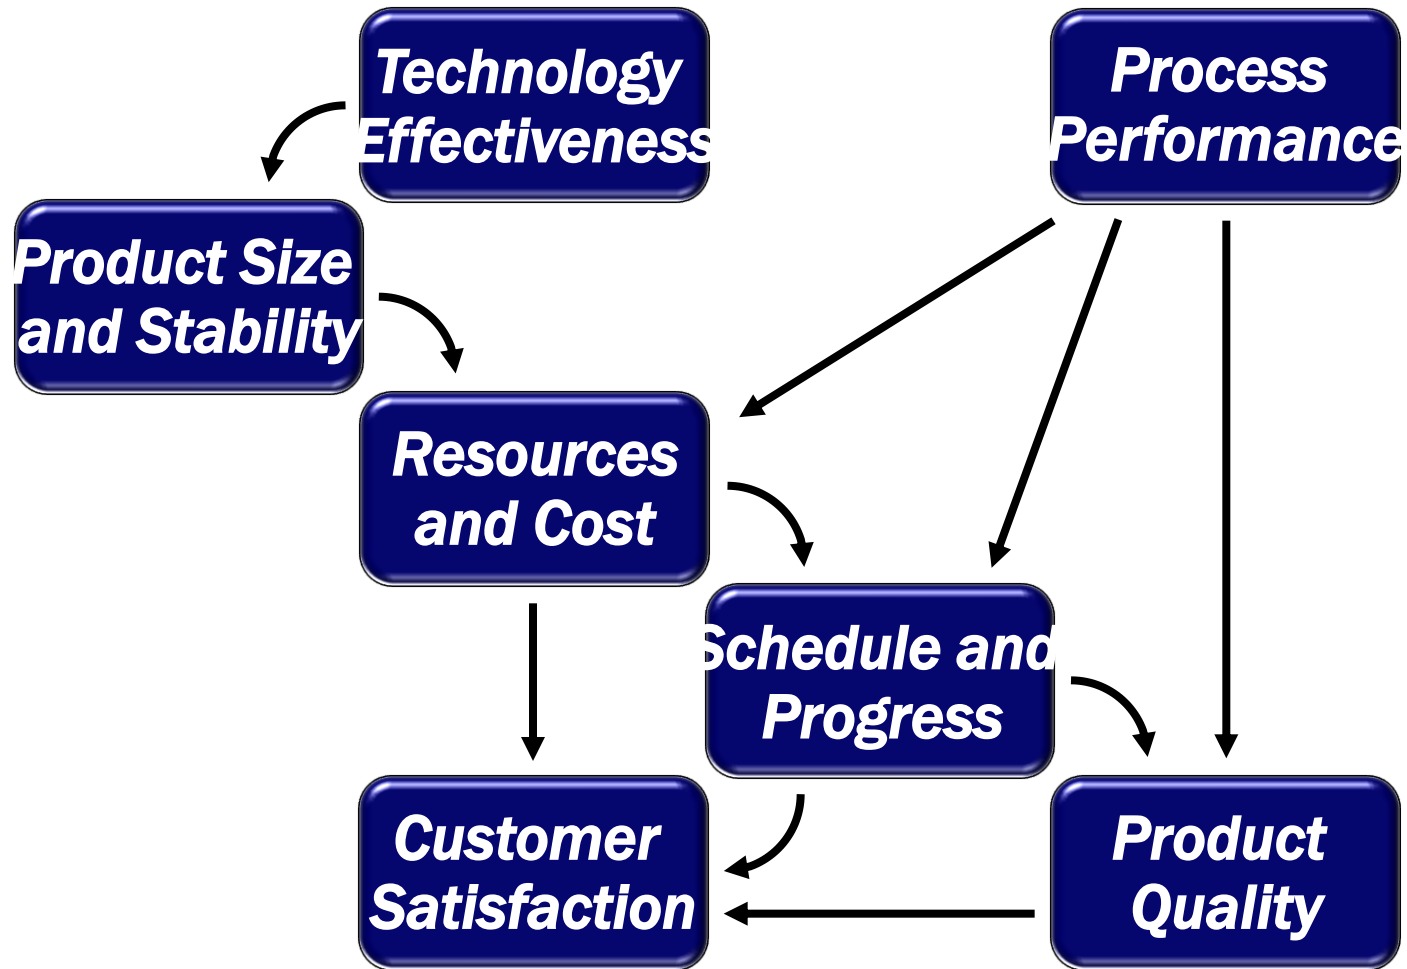 Technology
Effectiveness
Process
Performance
Product Size
and Stability
Resources
and Cost
Schedule and
Progress
Customer
Satisfaction
Product
Quality